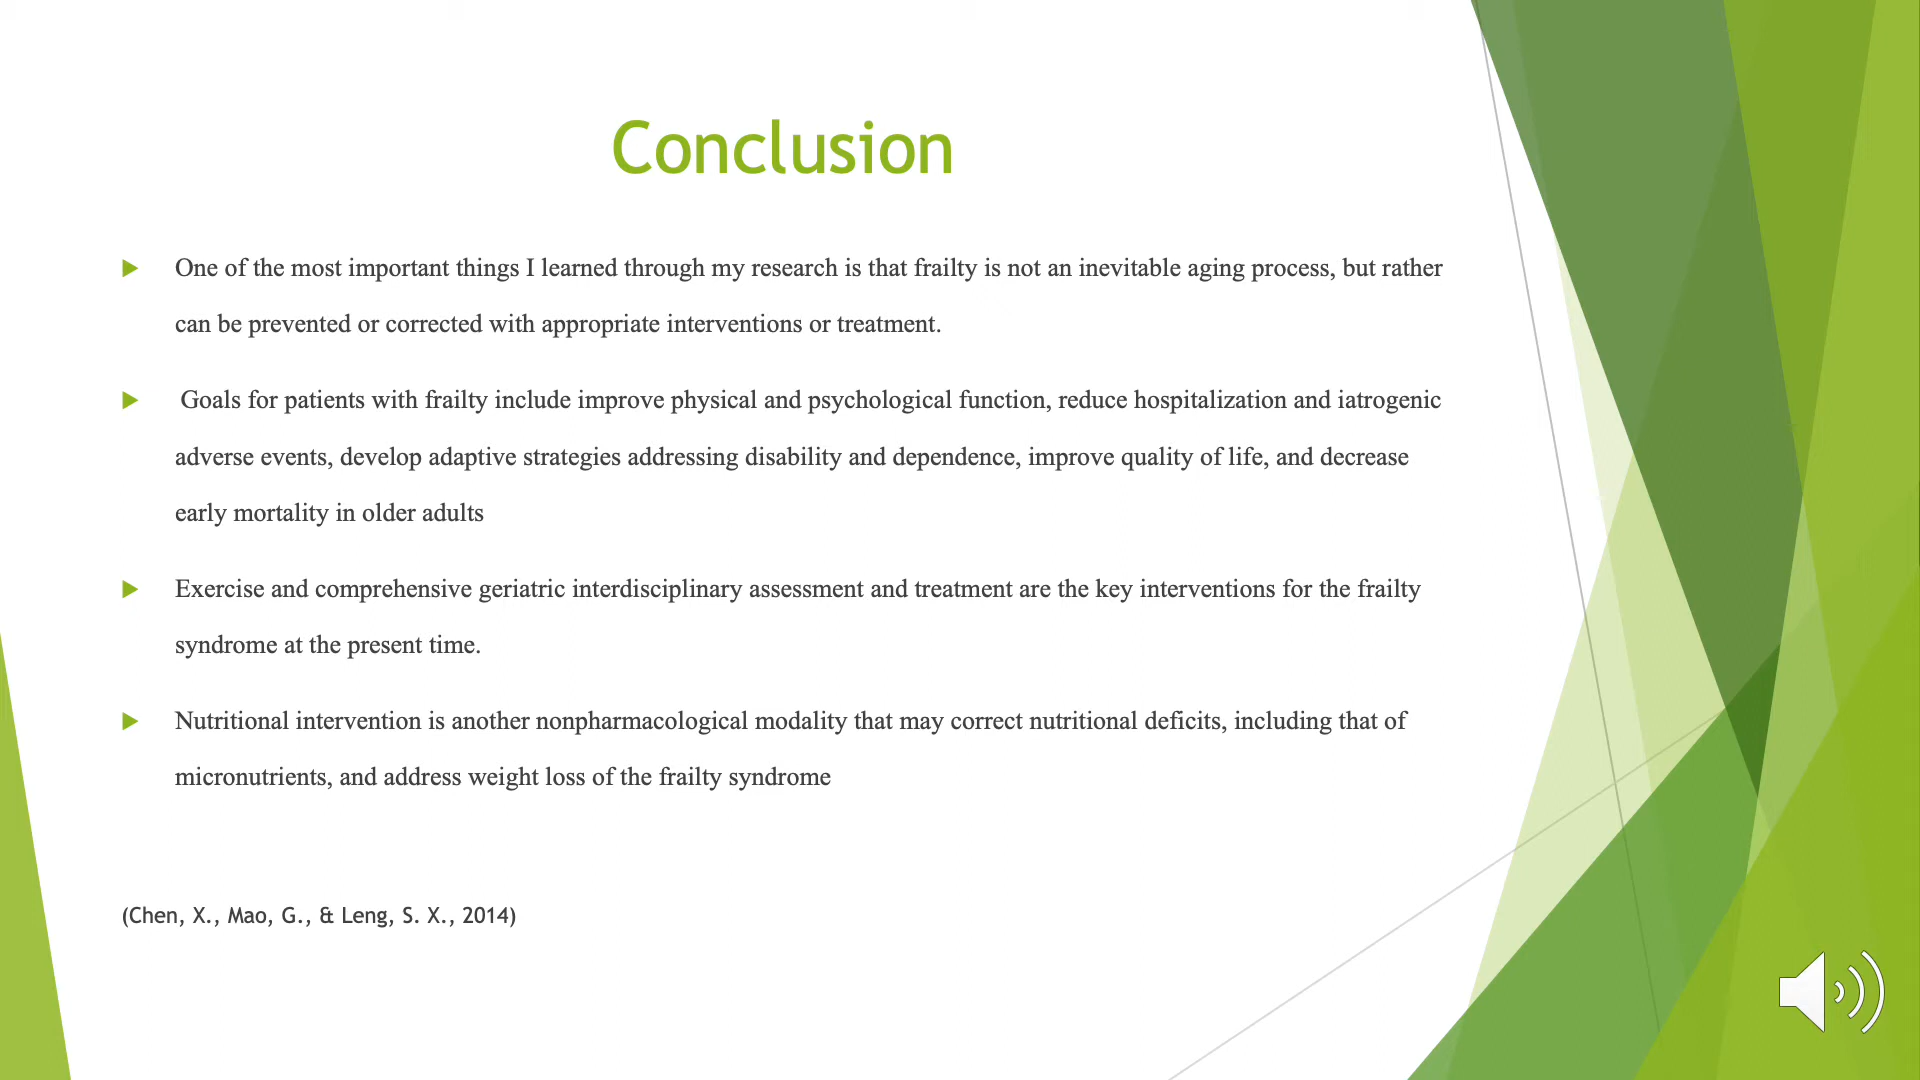 Conclusion
One of the most important things I learned through my research is that frailty is not an inevitable aging process, but rather
can be prevented or corrected with appropriate interventions or treatment.
Goals for patients with frailty include improve physical and psychological function, reduce hospitalization and iatrogenic
adverse events, develop adaptive strategies addressing disability and dependence, improve quality of life, and decrease
early mortality in older adults
Exercise and comprehensive geriatric interdisciplinary assessment and treatment are the key interventions for the frailty
syndrome at the present time.
Nutritional intervention is another nonpharmacological modality that may correct nutritional deficits, including that of
micronutrients, and address weight loss of the frailty syndrome
(Chen, X., Mao, G., & Leng, S. X., 2014)